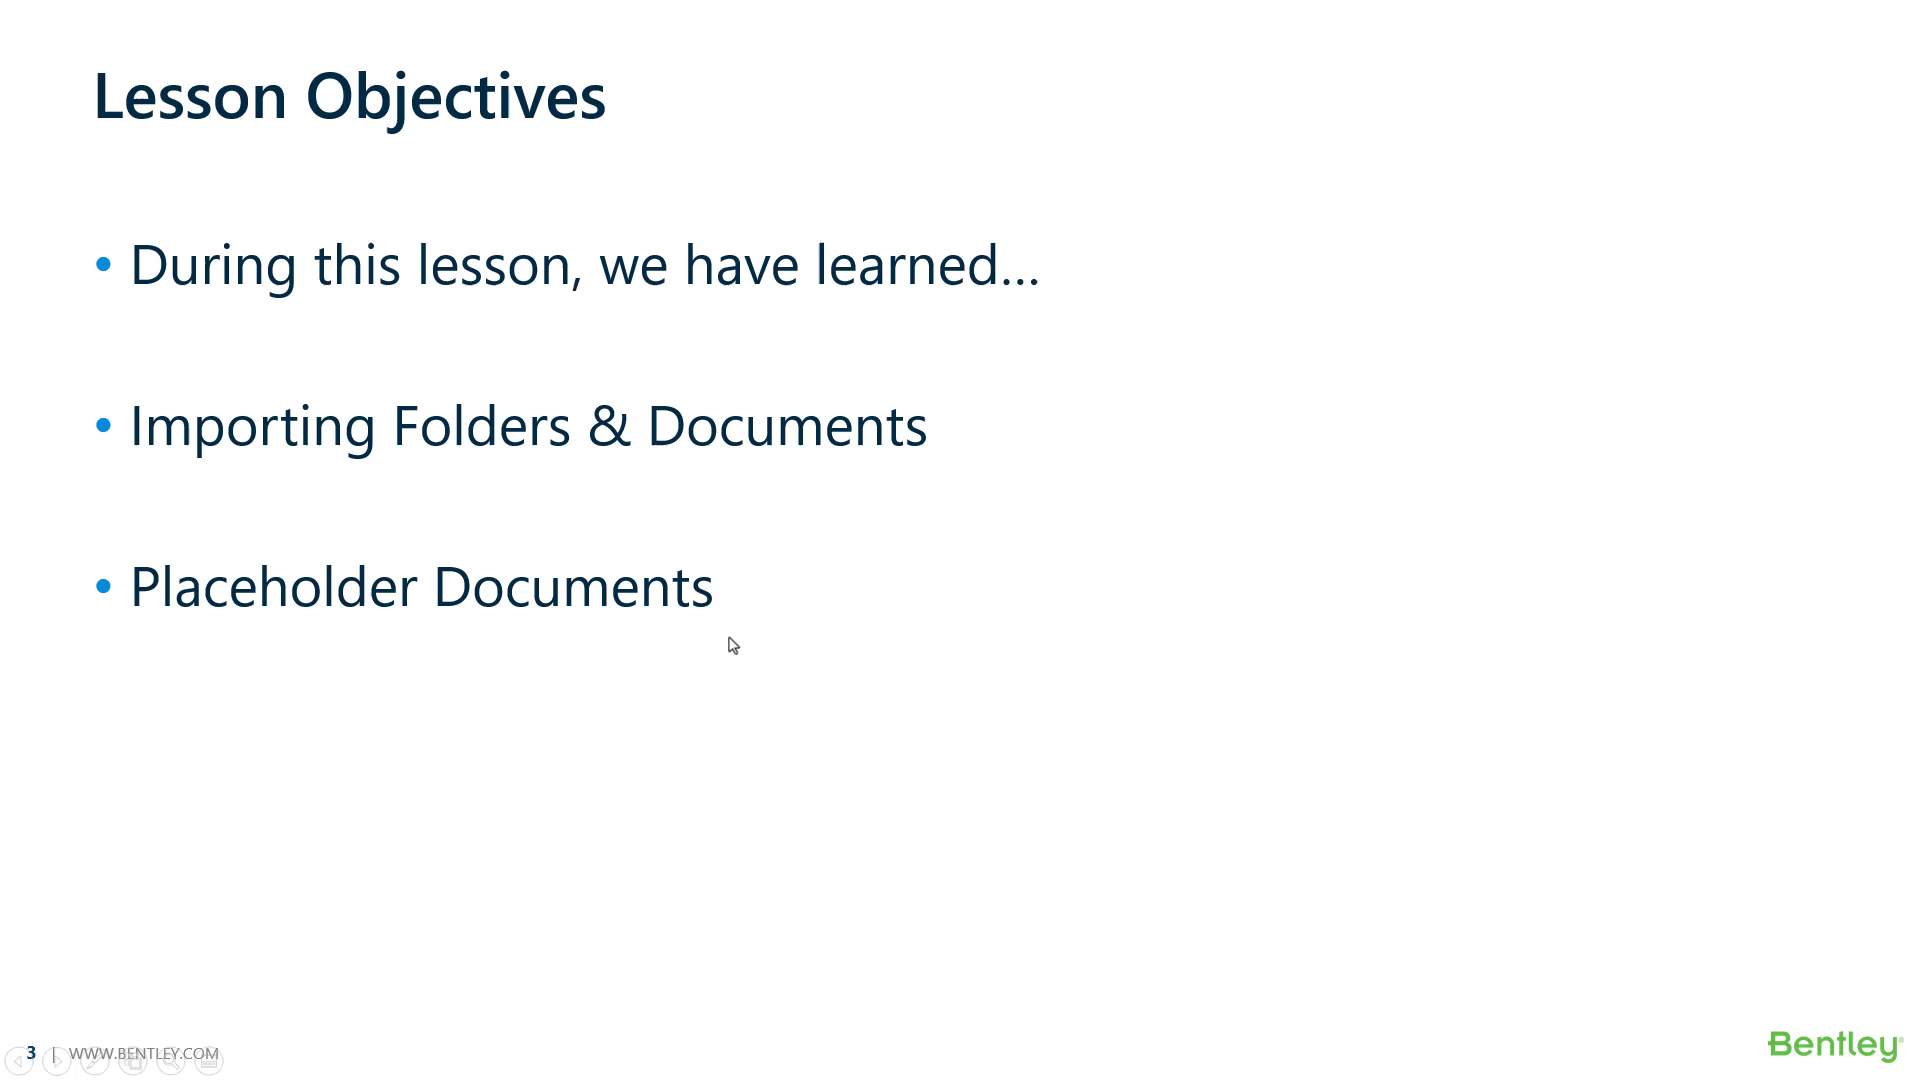 Lesson Objectives
• During this lesson, we have learned...
• Importing Folders & Documents
• Placeholder Documents
3 | WWW.BENTLEY.COM
Bentley®